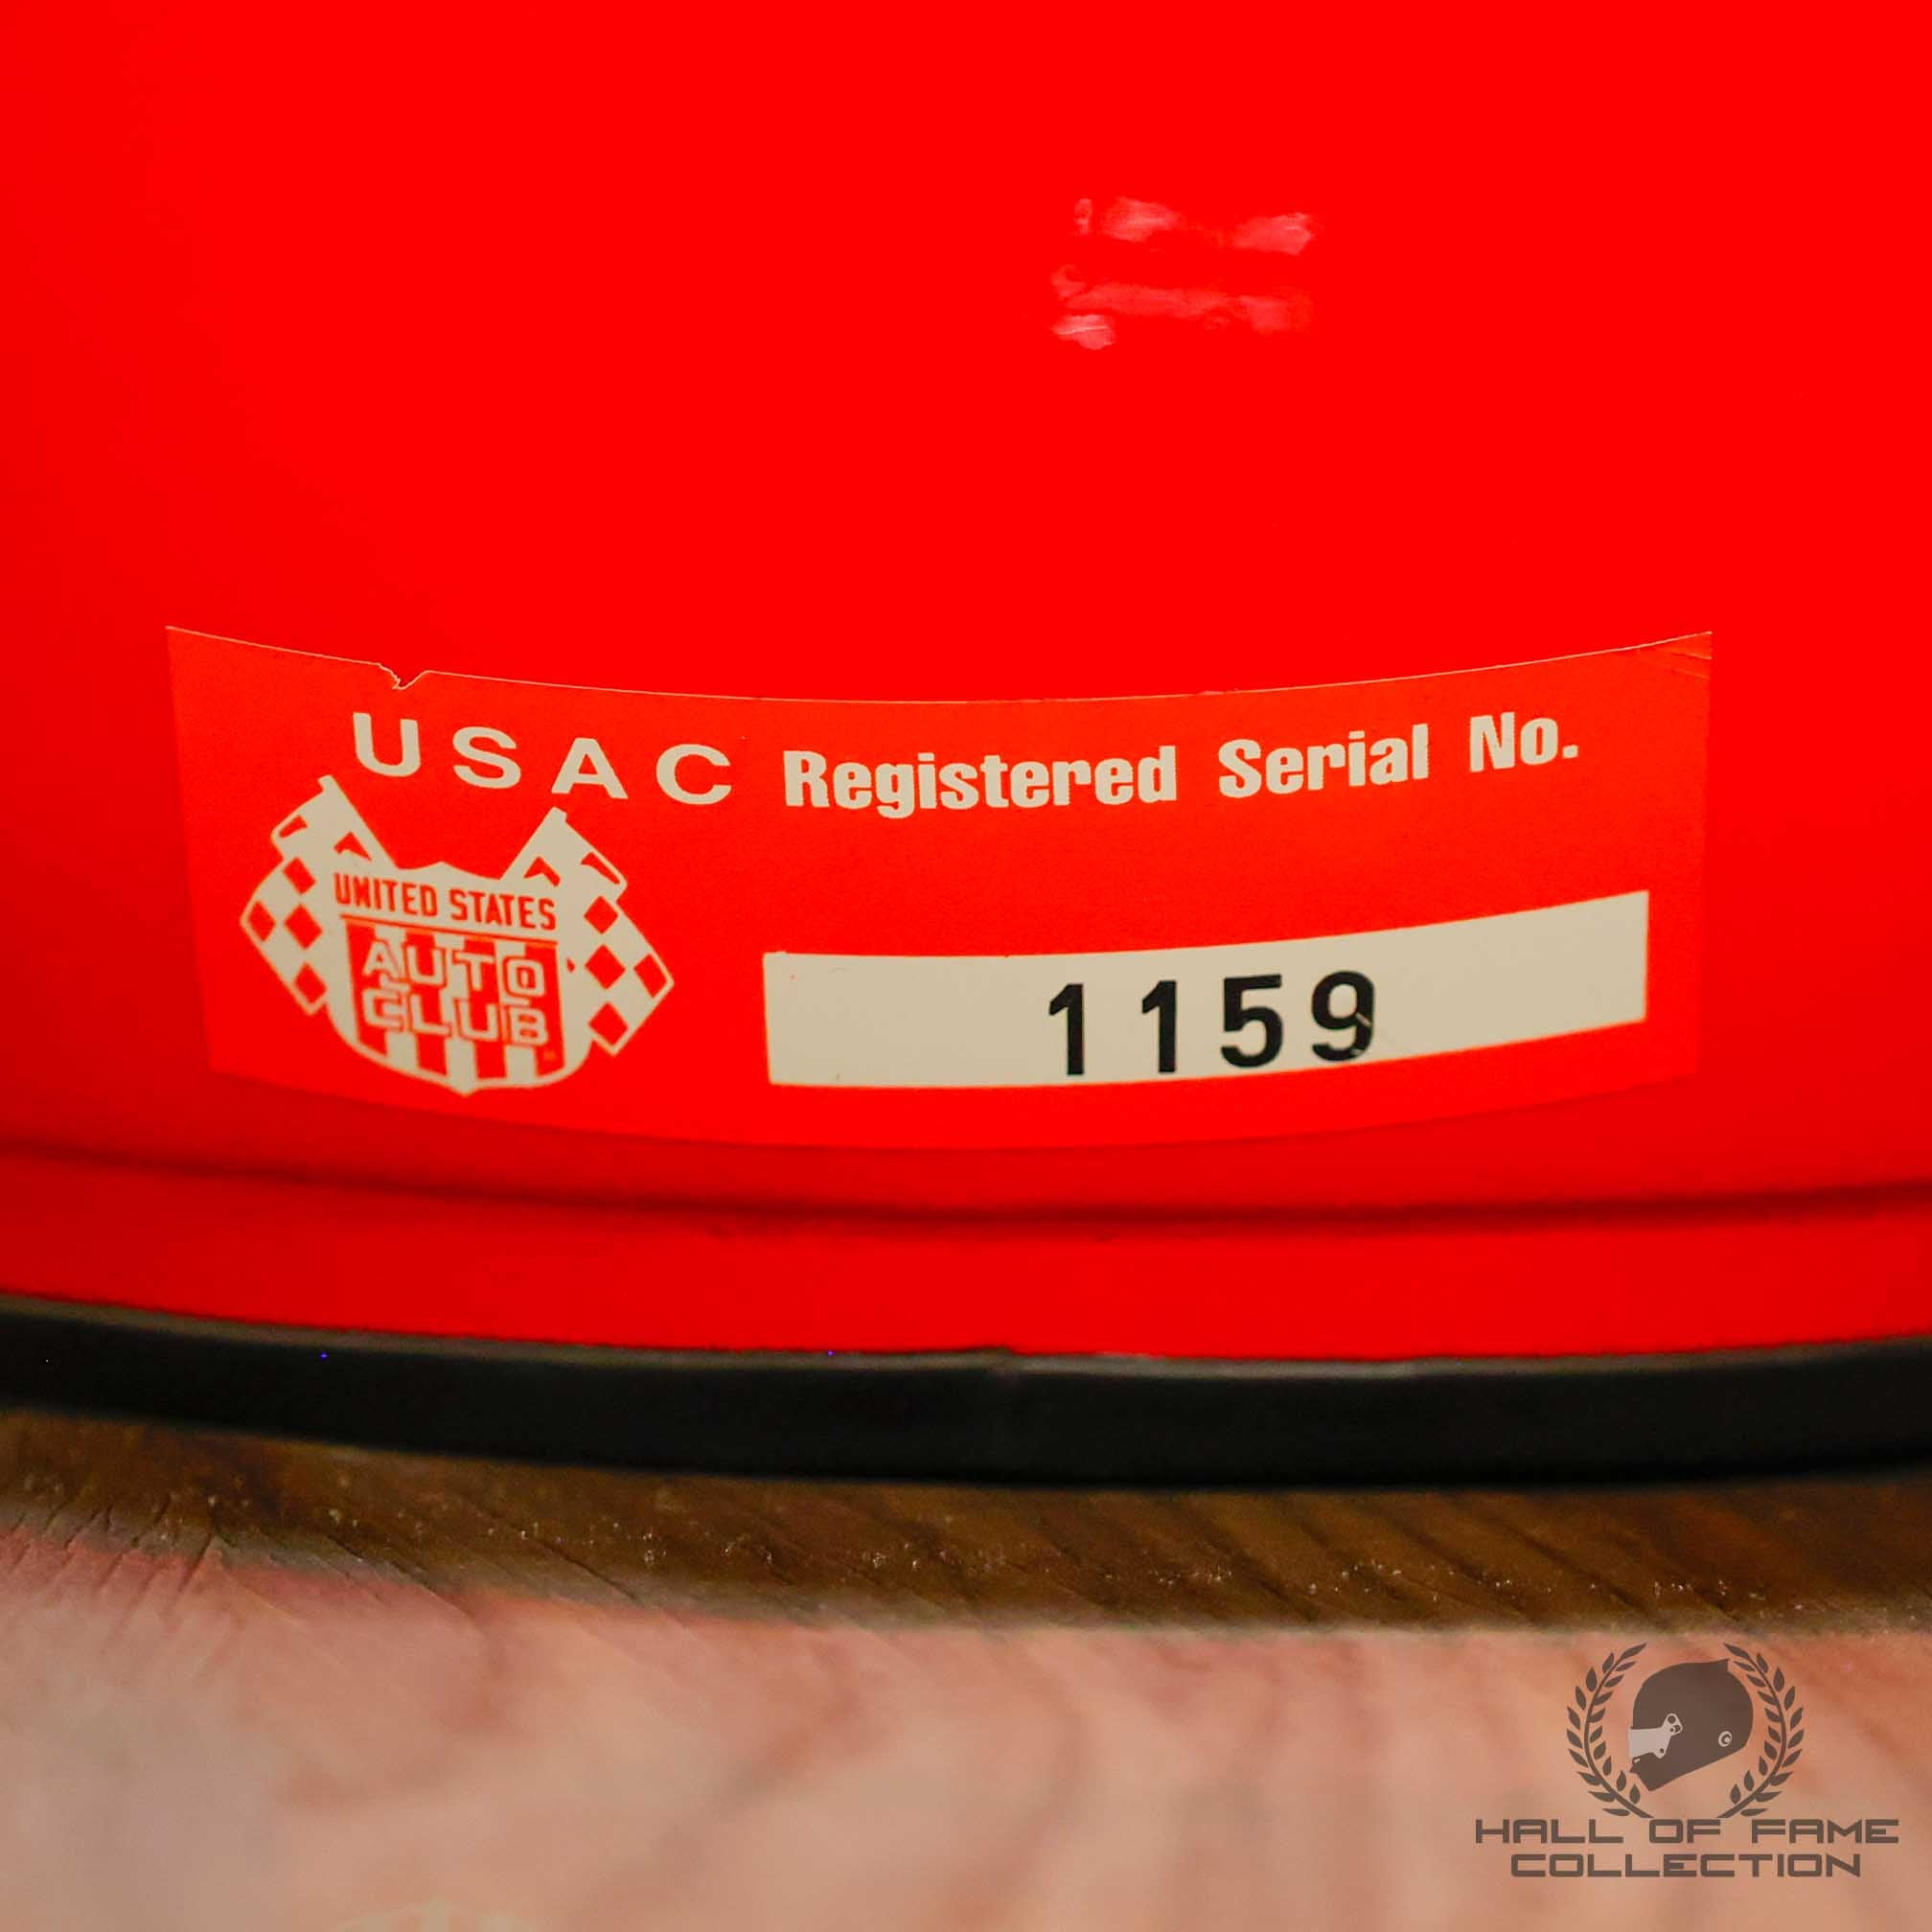 USAC Registered Serial No.
UNITED STATES
AUTO
CLUB
1159
HALL OF FAME
COLLECTION